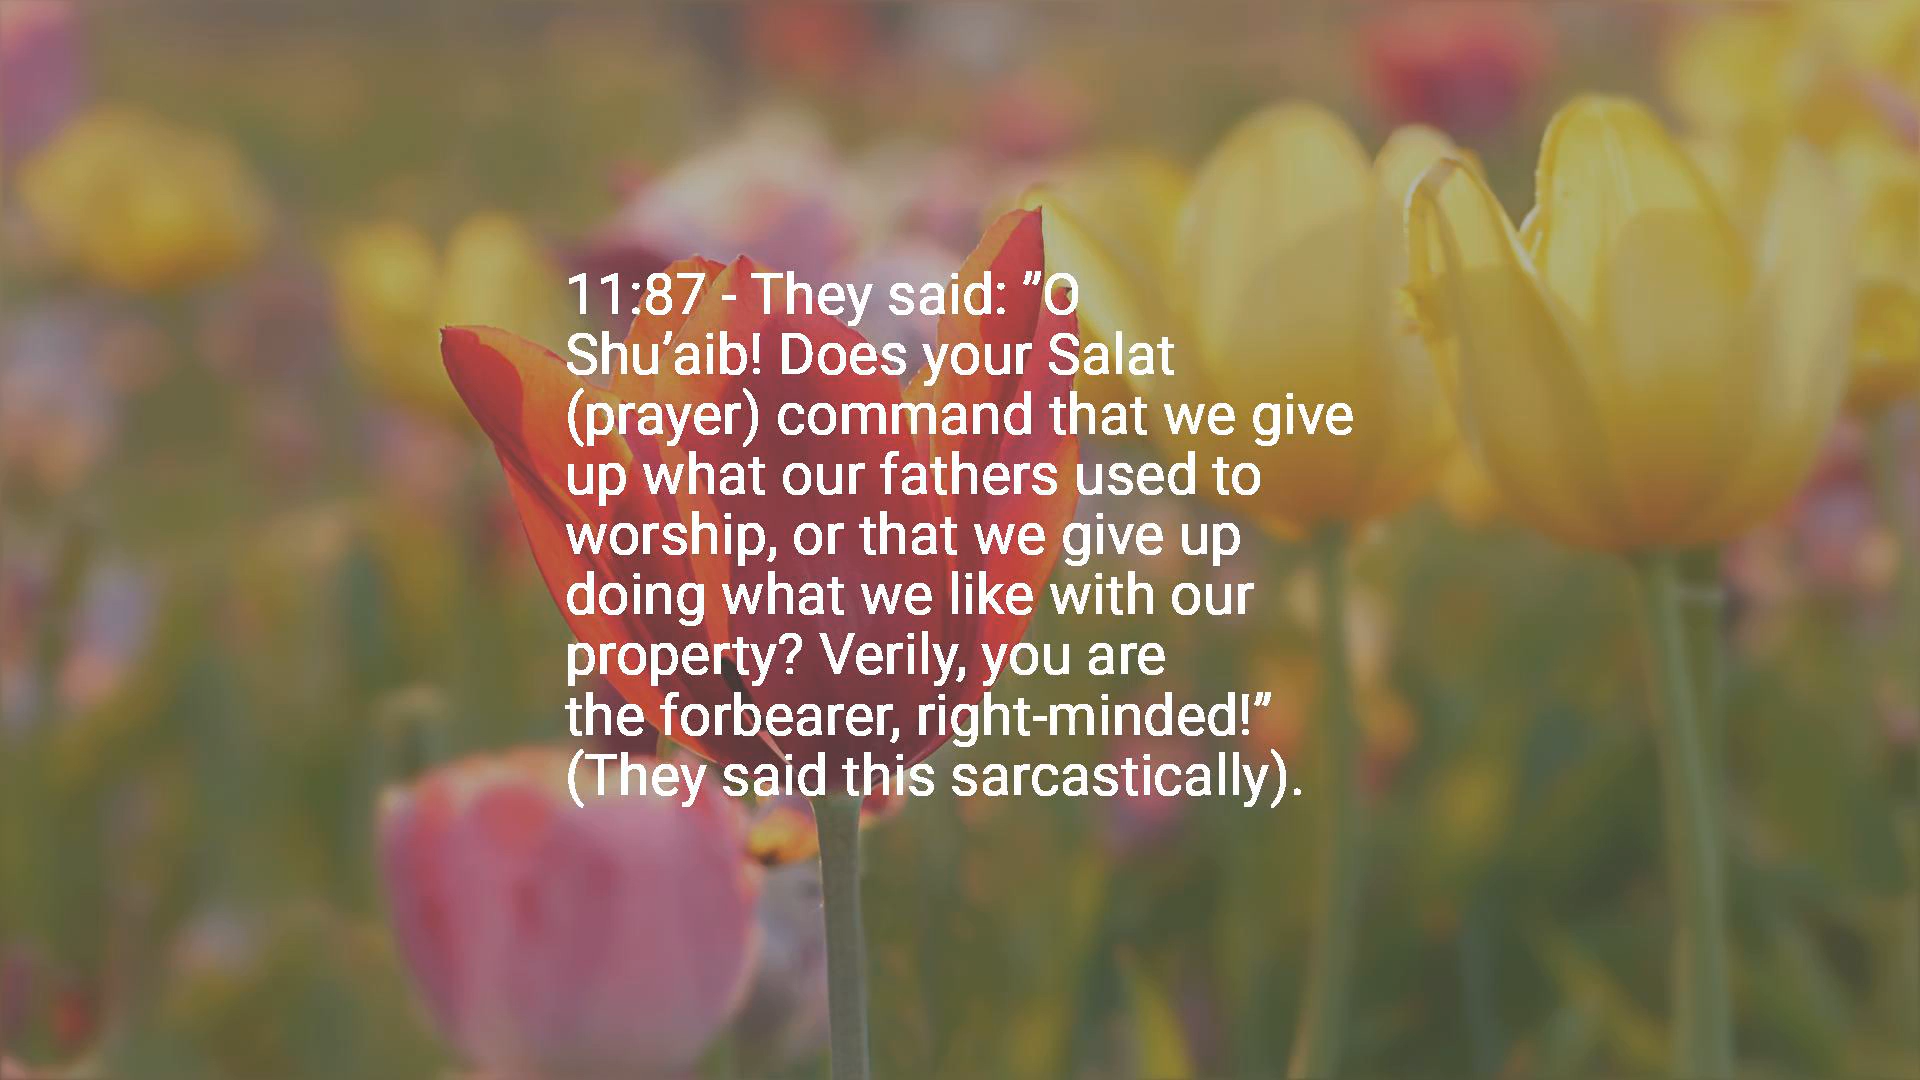 11:87 - They said: ”O
Shu’aib! Does your Salat
(prayer) command that we give
up what our fathers used to
worship, or that we give up
doing what we like with our
property? Verily, you are
the forbearer, right-minded!”
(They said this sarcastically).